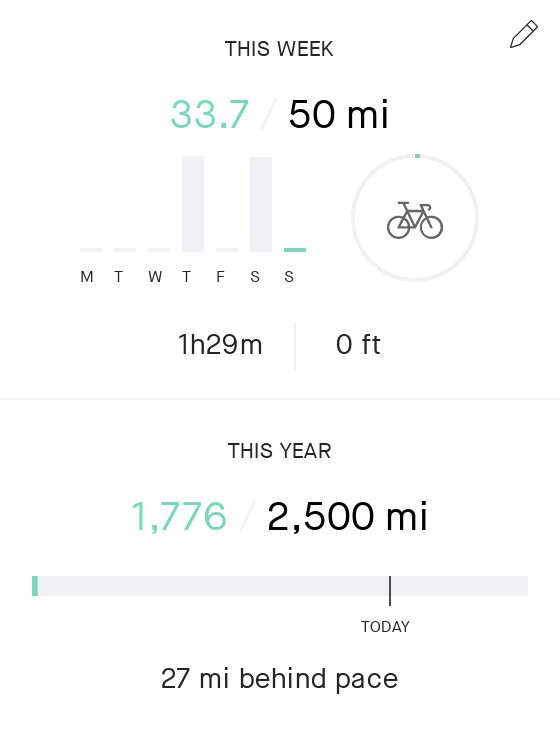 THIS WEEK
33.7 / 50 mi
M T W T F S S
1h29m 0 ft
THIS YEAR
1,776 / 2,500 mi
TODAY
27 mi behind pace